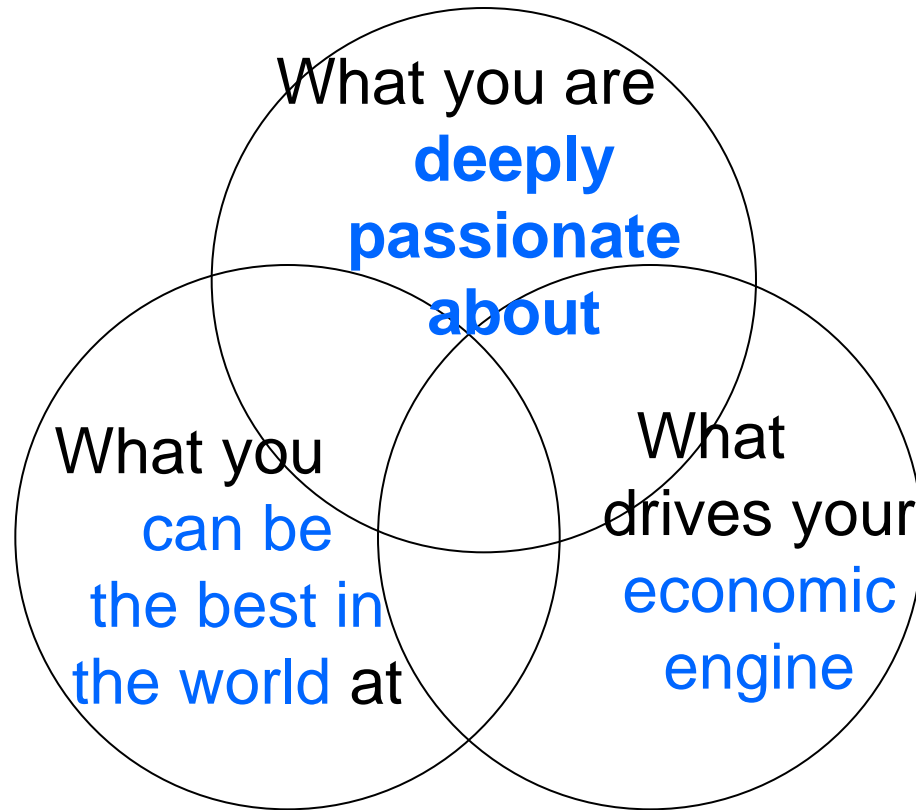 What you are
deeply
passionate
about
What you
can be
the best in
the world at
What
drives your
economic
engine